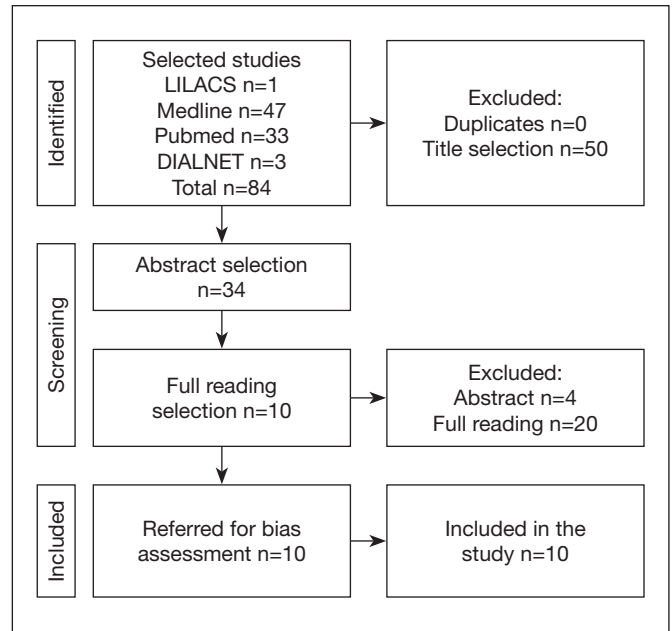 Identified
Selected studies
LILACS n=1
Medline n=47
Pubmed n=33
DIALNET n=3
Total n=84
Excluded:
Duplicates n=0
Title selection n=50
Screening
Abstract selection
n=34
Full reading
selection n=10
Excluded:
Abstract n=4
Full reading n=20
Included
Referred for bias
assessment n=10
Included in the
study n=10